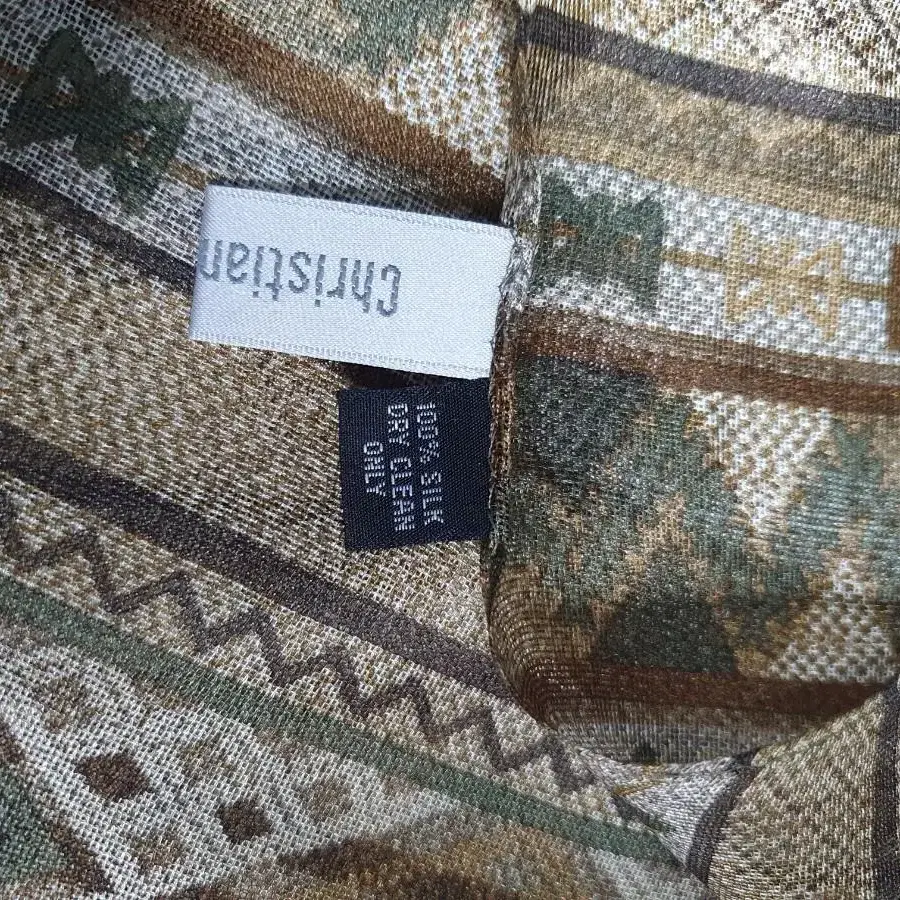 Christian
100% SILK
DRY CLEAN
ONLY